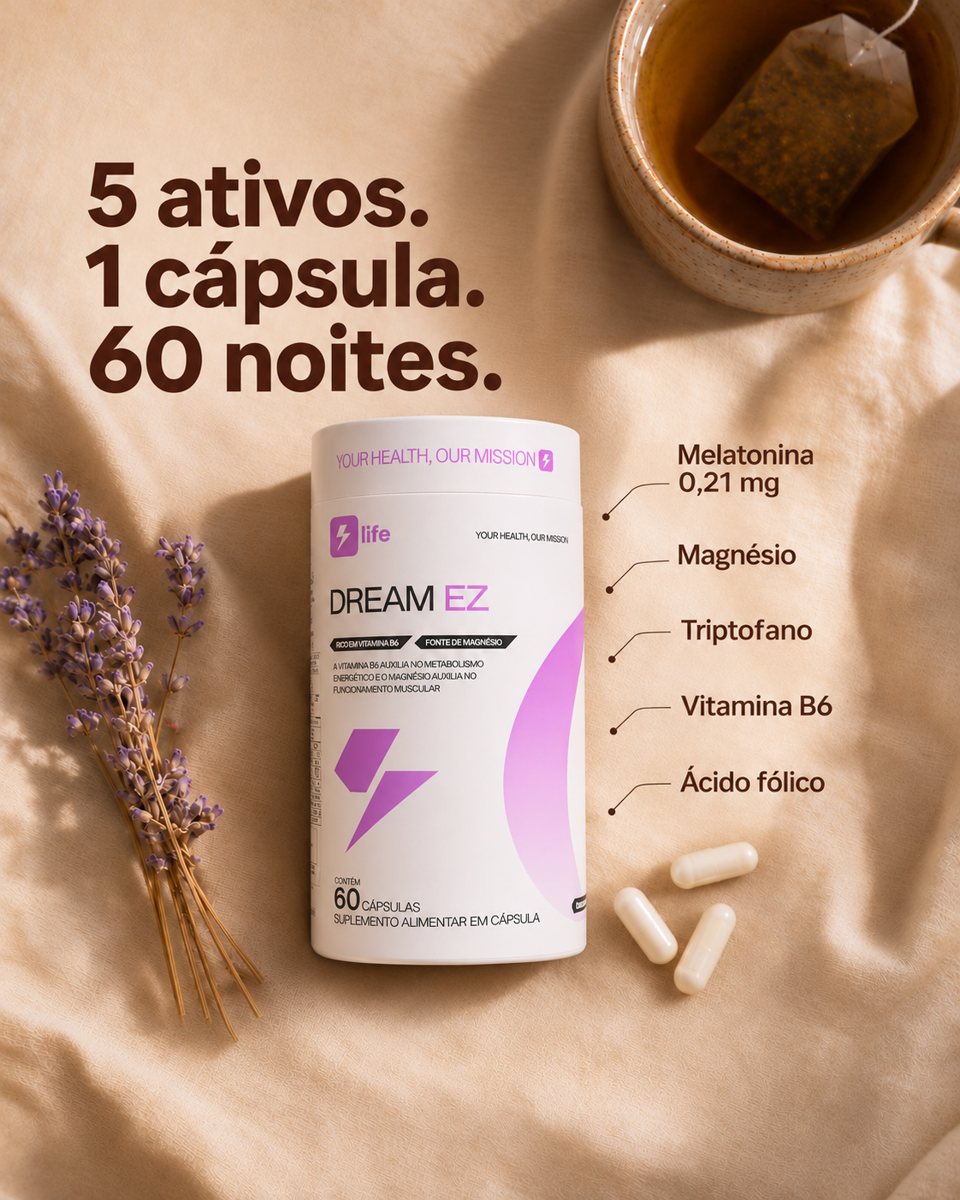 5 ativos.
1 cápsula.
60 noites.
YOUR HEALTH, OUR MISSION
life
YOUR HEALTH, OUR MISSION
DREAM EZ
RICO EM VITAMINA B6
FONTE DE MAGNÉSIO
A VITAMINA B6 AUXILIA NO METABOLISMO
ENERGÉTICO E O MAGNÉSIO AUXILIA NO
FUNCIONAMENTO MUSCULAR
CONTÉM
60 CÁPSULAS
SUPLEMENTO ALIMENTAR EM CÁPSULA
Melatonina
0,21 mg
Magnésio
Triptofano
Vitamina B6
Ácido fólico